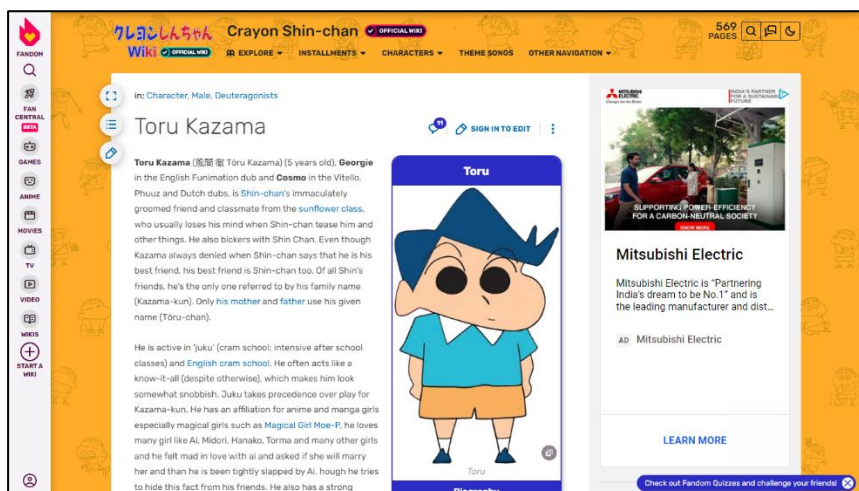 クレヨンしんちゃん
Wiki OFFICIAL WIKI
Crayon Shin-chan OFFICIAL WIKI
569
PAGES
EXPLORE INSTALLMENTS CHARACTERS THEME SONGS OTHER NAVIGATION
FANDOM
FAN
CENTRAL
BETA
GAMES
ANIME
MOVIES
TV
VIDEO
WIKIS
START A
WIKI
in: Character, Male, Deuteragonists
Toru Kazama
11
SIGN IN TO EDIT
Toru Kazama (風間 徹 Tōru Kazama) (5 years old), Georgie
in the English Funimation dub and Cosmo in the Vitello,
Phuuz and Dutch dubs, is Shin-chan's immaculately
groomed friend and classmate from the sunflower class,
who usually loses his mind when Shin-chan tease him and
other things. He also bickers with Shin Chan. Even though
Kazama always denied when Shin-chan says that he is his
best friend, his best friend is Shin-chan too. Of all Shin's
friends, he's the only one referred to by his family name
(Kazama-kun). Only his mother and father use his given
name (Tōru-chan).
He is active in 'juku' (cram school; intensive after school
classes) and English cram school. He often acts like a
know-it-all (despite otherwise), which makes him look
somewhat snobbish. Juku takes precedence over play for
Kazama-kun. He has an affiliation for anime and manga girls
especially magical girls such as Magical Girl Moe-P, he loves
many girl like Ai, Midori, Hanako, Torma and many other girls
and he felt mad in love with ai and asked if she will marry
her and than he is been tightly slapped by Ai. hough he tries
to hide this fact from his friends. He also has a strong
Toru
Toru
Biography
MITSUBISHI
ELECTRIC
Changes for the Better
INDIA'S PARTNER
FOR A SUSTAINABLE
FUTURE
SUPPORTING POWER-EFFICIENCY
FOR A CARBON-NEUTRAL SOCIETY
KNOW MORE
Mitsubishi Electric
Mitsubishi Electric is "Partnering
India's dream to be No.1" and is
the leading manufacturer and dist...
AD Mitsubishi Electric
LEARN MORE
Check out Fandom Quizzes and challenge your friends!